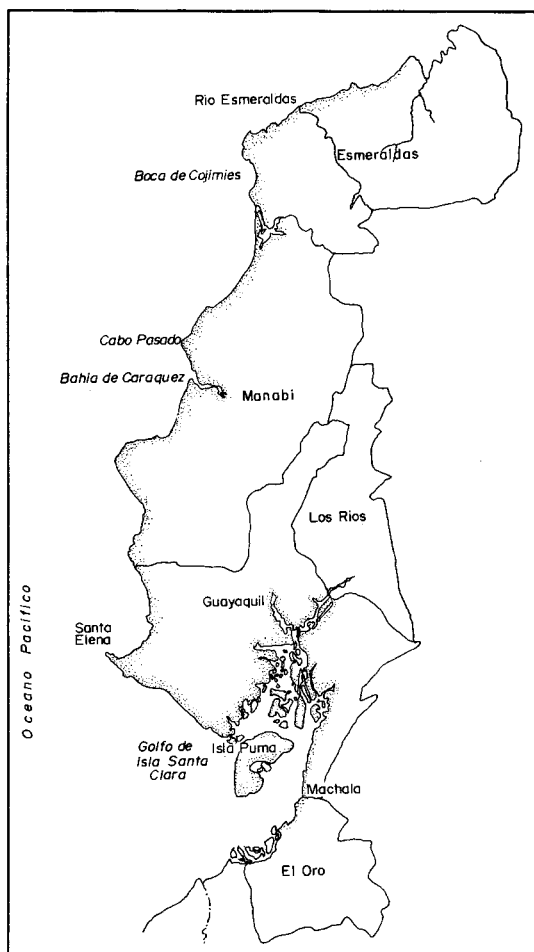 Rio Esmeraldas
Esmeraldas
Boca de Cojimies
Cabo Pasado
Bahia de Caraquez
Manabi
Los Rios
Guayaquil
Santa
Elena
Oceano Pacífico
Golfo de
Isla Santa
Clara
Isla Puma
Machala
El Oro